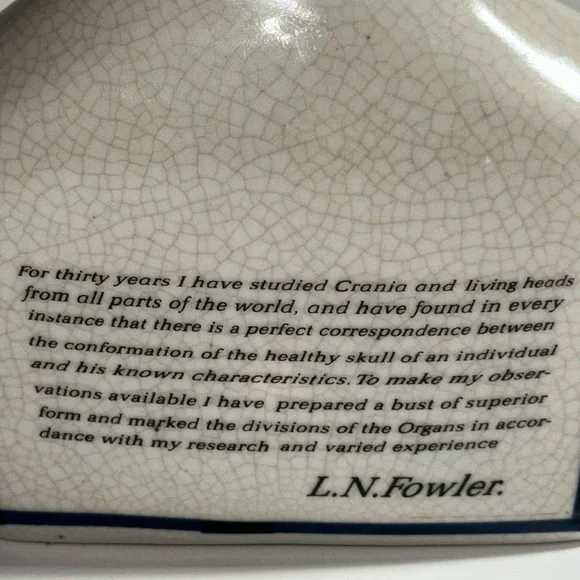 For thirty years I have studied Crania and living heads
from all parts of the world, and have found in every
instance that there is a perfect correspondence between
the conformation of the healthy skull of an individual
and his known characteristics. To make my obser-
vations available I have prepared a bust of superior
form and marked the divisions of the Organs in accor-
dance with my research and varied experience
L.N.Fowler.